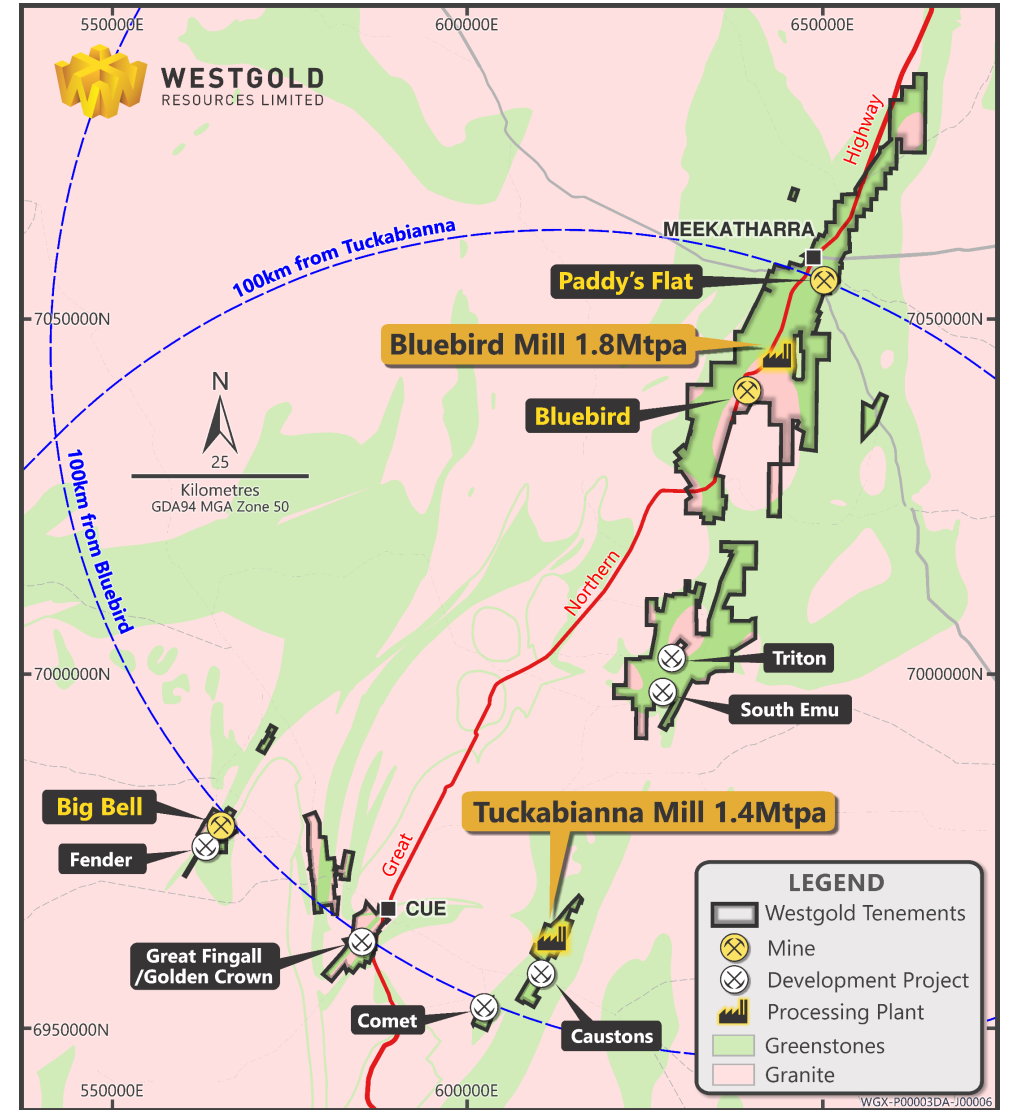 550000E
600000E
650000E
WESTGOLD
RESOURCES LIMITED
Highway
100km from Tuckabianna
MEEKATHARRA
Paddy's Flat
7050000N
7050000N
Bluebird Mill 1.8Mtpa
N
25
Kilometres
GDA94 MGA Zone 50
Bluebird
100km from Bluebird
Northern
7000000N
Triton
7000000N
South Emu
Big Bell
Tuckabianna Mill 1.4Mtpa
Fender
Great
CUE
Great Fingall
/Golden Crown
Comet
Caustons
6950000N
LEGEND
Westgold Tenements
Mine
Development Project
Processing Plant
Greenstones
Granite
550000E
600000E
WGX-P00003DA-J00006